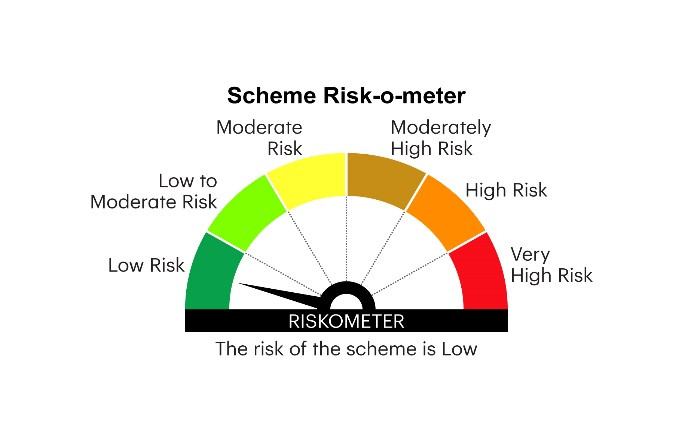 Scheme Risk-o-meter
Moderate
Risk
Moderately
High Risk
Low to
Moderate Risk
High Risk
Low Risk
Very
High Risk
RISKOMETER
The risk of the scheme is Low